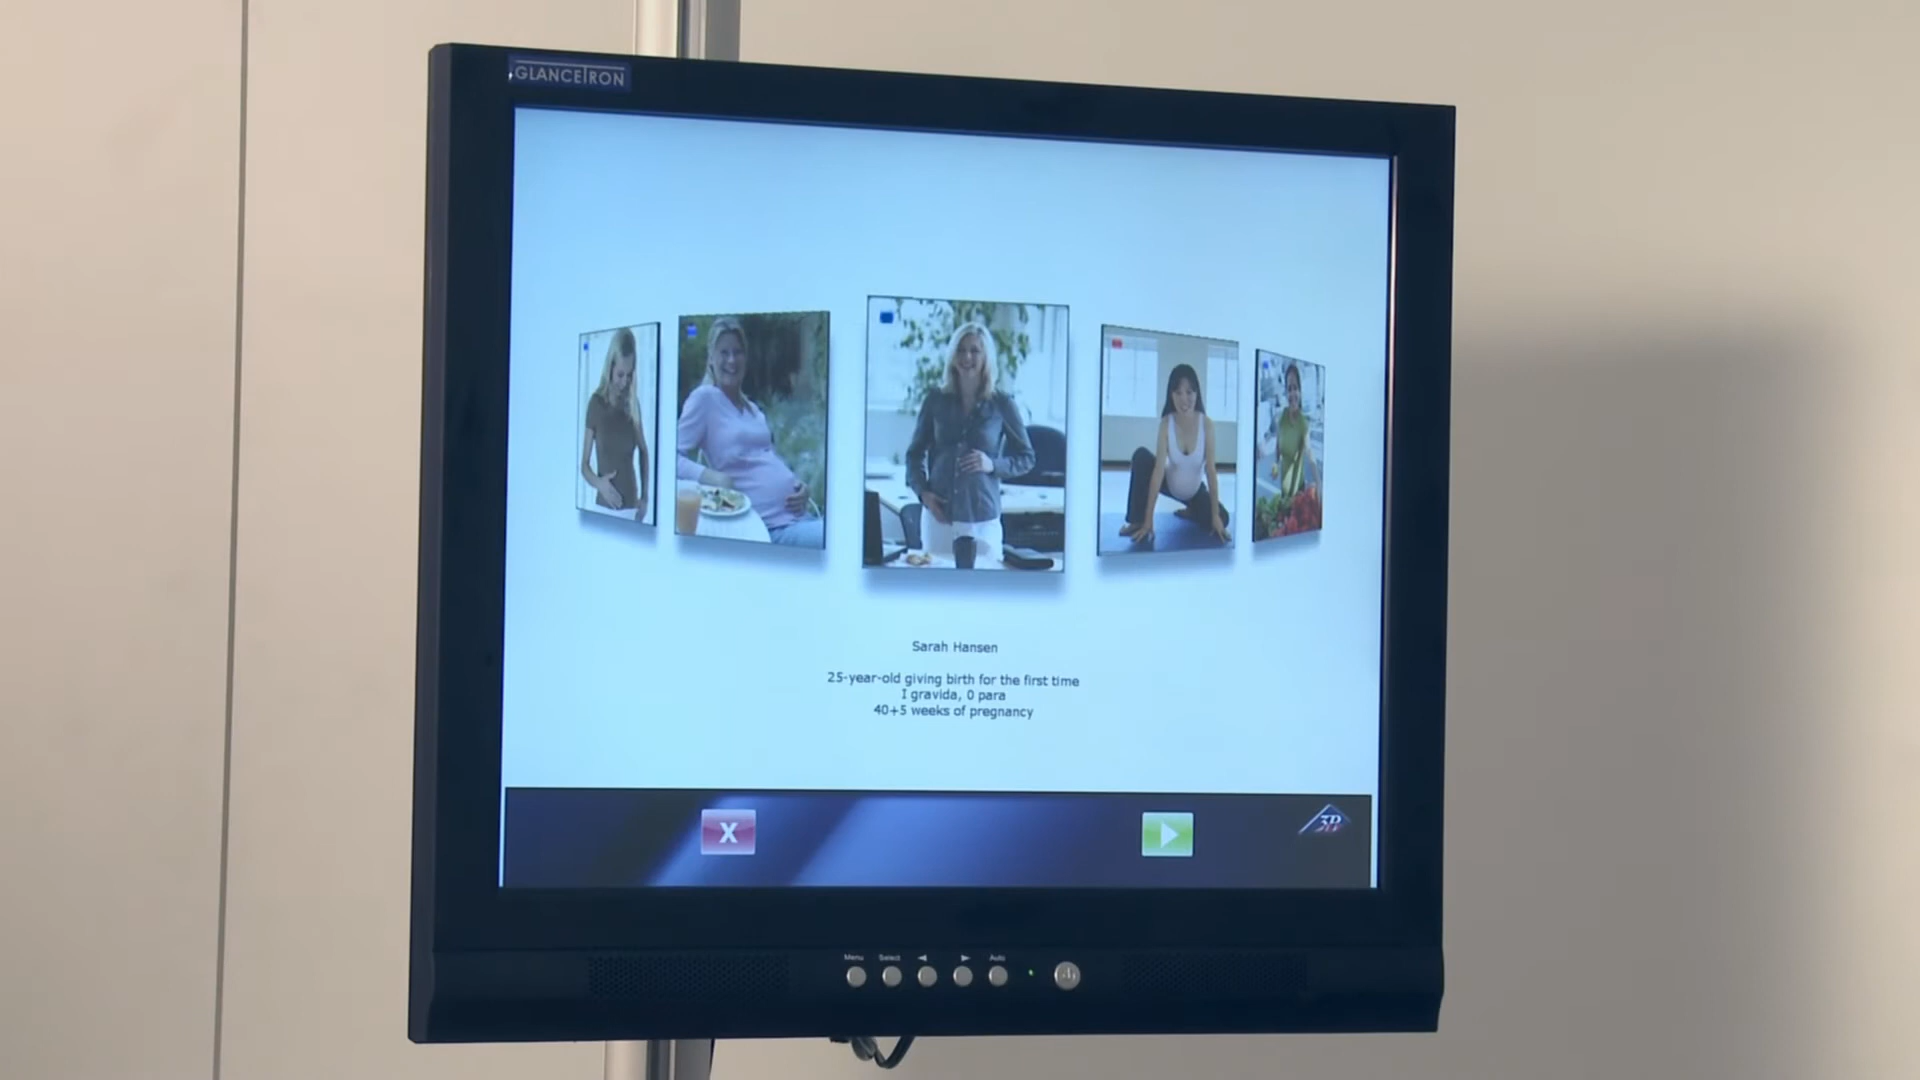 GLANCETRON
Sarah Hansen
25-year-old giving birth for the first time
I gravida, 0 para
40+5 weeks of pregnancy
X
3B
Menu Select Auto